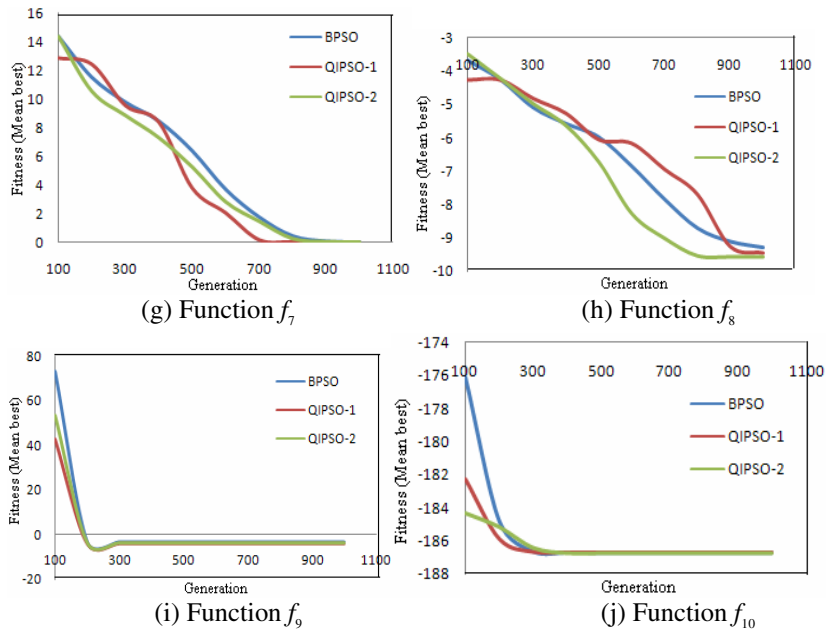 16
14
12
10
8
6
4
2
0
Fitness (Mean best)
BPSO
QIPSO-1
QIPSO-2
100 300 500 700 900 1100
Generation
(g) Function f7
-3
-4
-5
-6
-7
-8
-9
-10
Fitness (Mean best)
100 300 500 700 900 1100
BPSO
QIPSO-1
QIPSO-2
Generation
(h) Function f8
80
60
40
20
0
-20
Fitness (Mean best)
BPSO
QIPSO-1
QIPSO-2
100 300 500 700 900 1100
Generation
(i) Function f9
-174
-176
-178
-180
-182
-184
-186
-188
Fitness (Mean best)
100 300 500 700 900 1100
BPSO
QIPSO-1
QIPSO-2
Generation
(j) Function f10